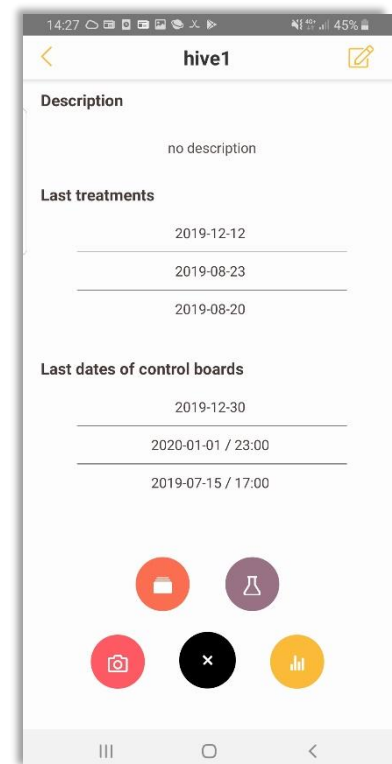 14:27 45%
hive1
Description
no description
Last treatments
2019-12-12
2019-08-23
2019-08-20
Last dates of control boards
2019-12-30
2020-01-01 / 23:00
2019-07-15 / 17:00